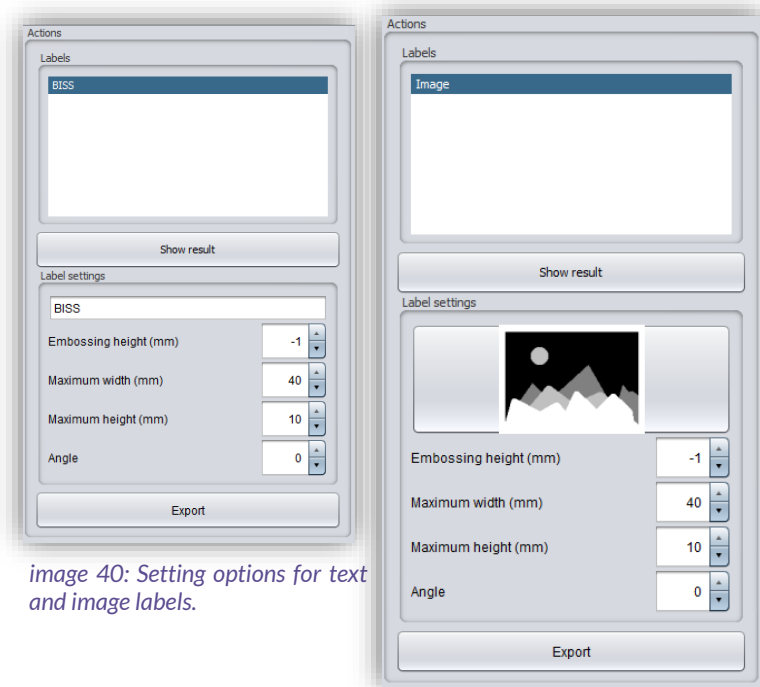 Actions
Labels
BISS
Show result
Label settings
BISS
Embossing height (mm) -1
Maximum width (mm) 40
Maximum height (mm) 10
Angle 0
Export
image 40: Setting options for text
and image labels.
Actions
Labels
Image
Show result
Label settings
Embossing height (mm) -1
Maximum width (mm) 40
Maximum height (mm) 10
Angle 0
Export